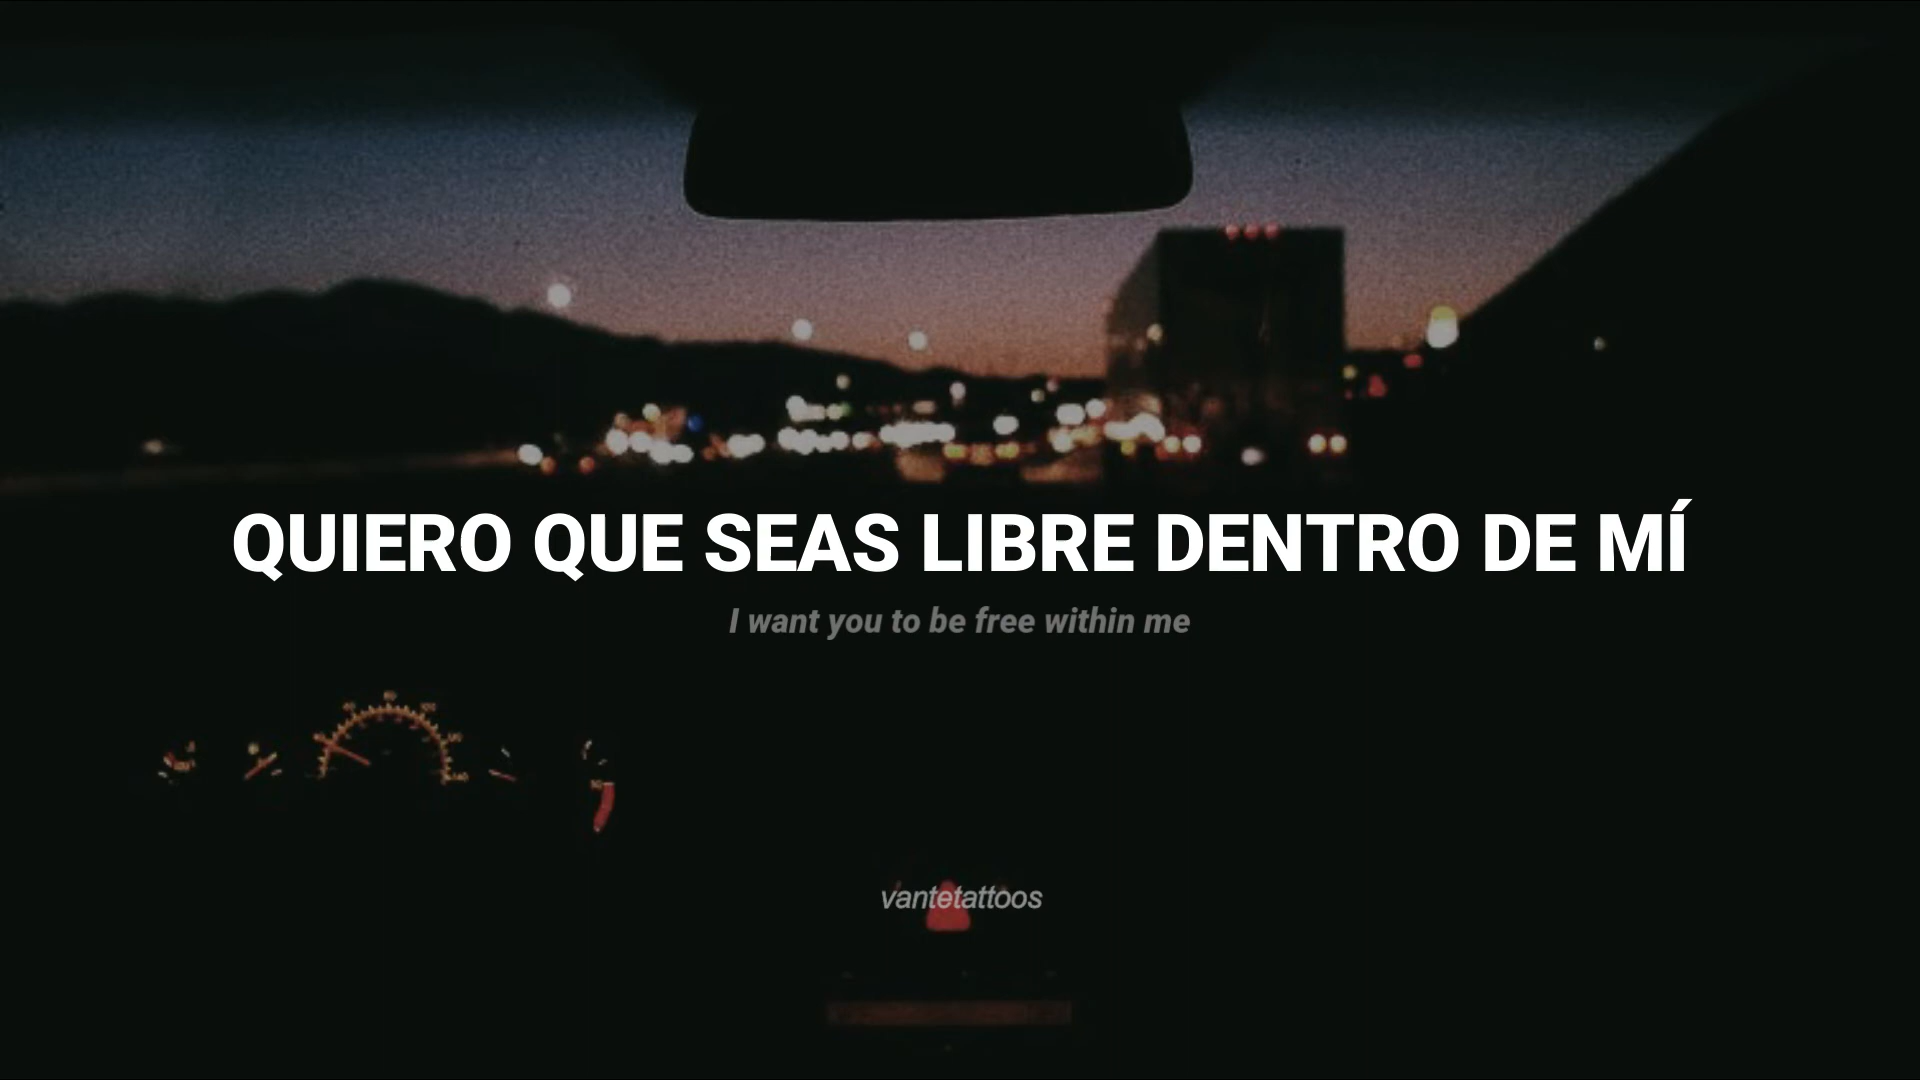 QUIERO QUE SEAS LIBRE DENTRO DE MÍ
I want you to be free within me
vantetattoos